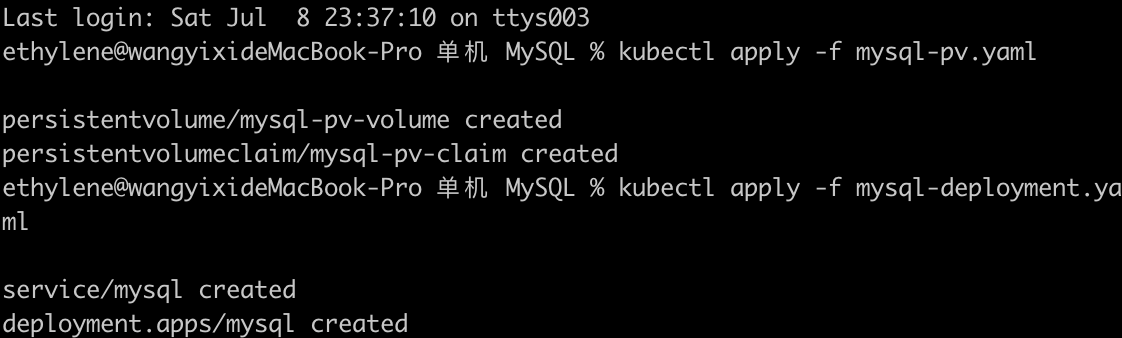 Last login: Sat Jul  8 23:37:10 on ttys003
ethylene@wangyixideMacBook-Pro 单机 MySQL % kubectl apply -f mysql-pv.yaml
persistentvolume/mysql-pv-volume created
persistentvolumeclaim/mysql-pv-claim created
ethylene@wangyixideMacBook-Pro 单机 MySQL % kubectl apply -f mysql-deployment.ya
ml
service/mysql created
deployment.apps/mysql created